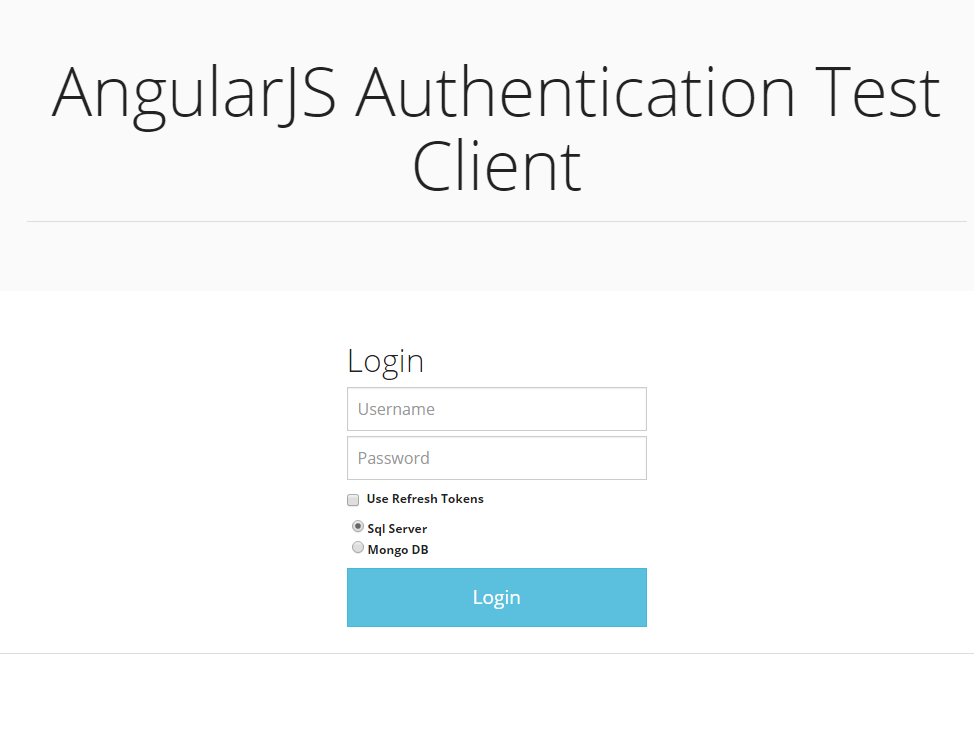 AngularJS Authentication Test
Client
Login
Username
Password
Use Refresh Tokens
Sql Server
Mongo DB
Login